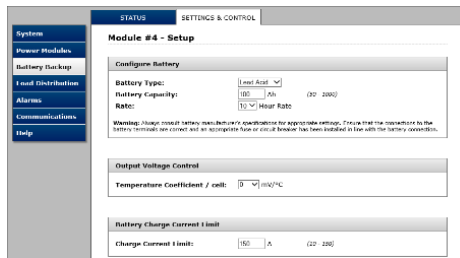 STATUS
SETTINGS & CONTROL
System
Power Modules
Battery Backup
Load Distribution
Alarms
Communications
Help
Module #4 - Setup
Configure Battery
Battery Type: Lead Acid
Battery Capacity: 100 Ah (30 - 1000)
Rate: 10 Hour Rate
Warning: Always consult battery manufacturer's specifications for appropriate settings. Ensure that the connections to the
battery terminals are correct and an appropriate fuse or circuit breaker has been installed in line with the battery connection.
Output Voltage Control
Temperature Coefficient / cell: 0 mV/°C
Battery Charge Current Limit
Charge Current Limit: 150 A (10 - 150)